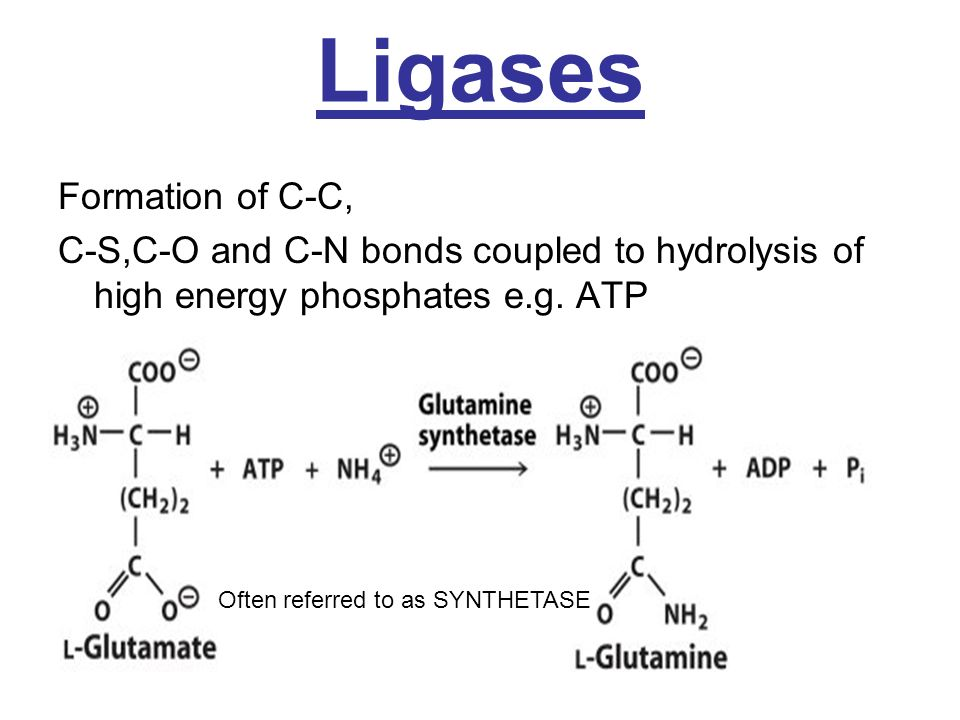 Ligases
Formation of C-C,
C-S,C-O and C-N bonds coupled to hydrolysis of
high energy phosphates e.g. ATP
COO⊖
⊕
H₃N—C—H
(CH₂)₂
C
O O⊖
L-Glutamate
+ ATP + NH₄⊕
Glutamine
synthetase
COO⊖
⊕
H₃N—C—H
(CH₂)₂
C
O NH₂
L-Glutamine
+ ADP + Pᵢ
Often referred to as SYNTHETASE